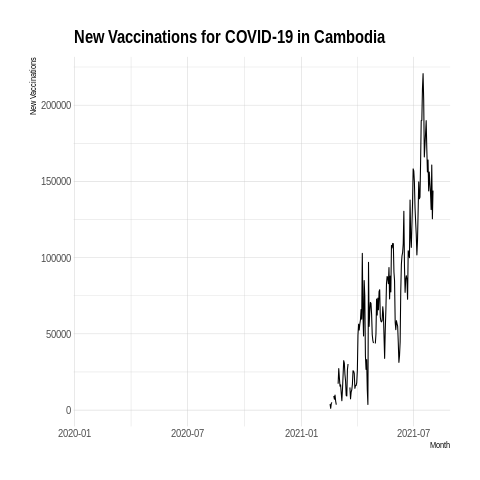 New Vaccinations for COVID-19 in Cambodia
New Vaccinations
200000
150000
100000
50000
0
2020-01 2020-07 2021-01 2021-07
Month